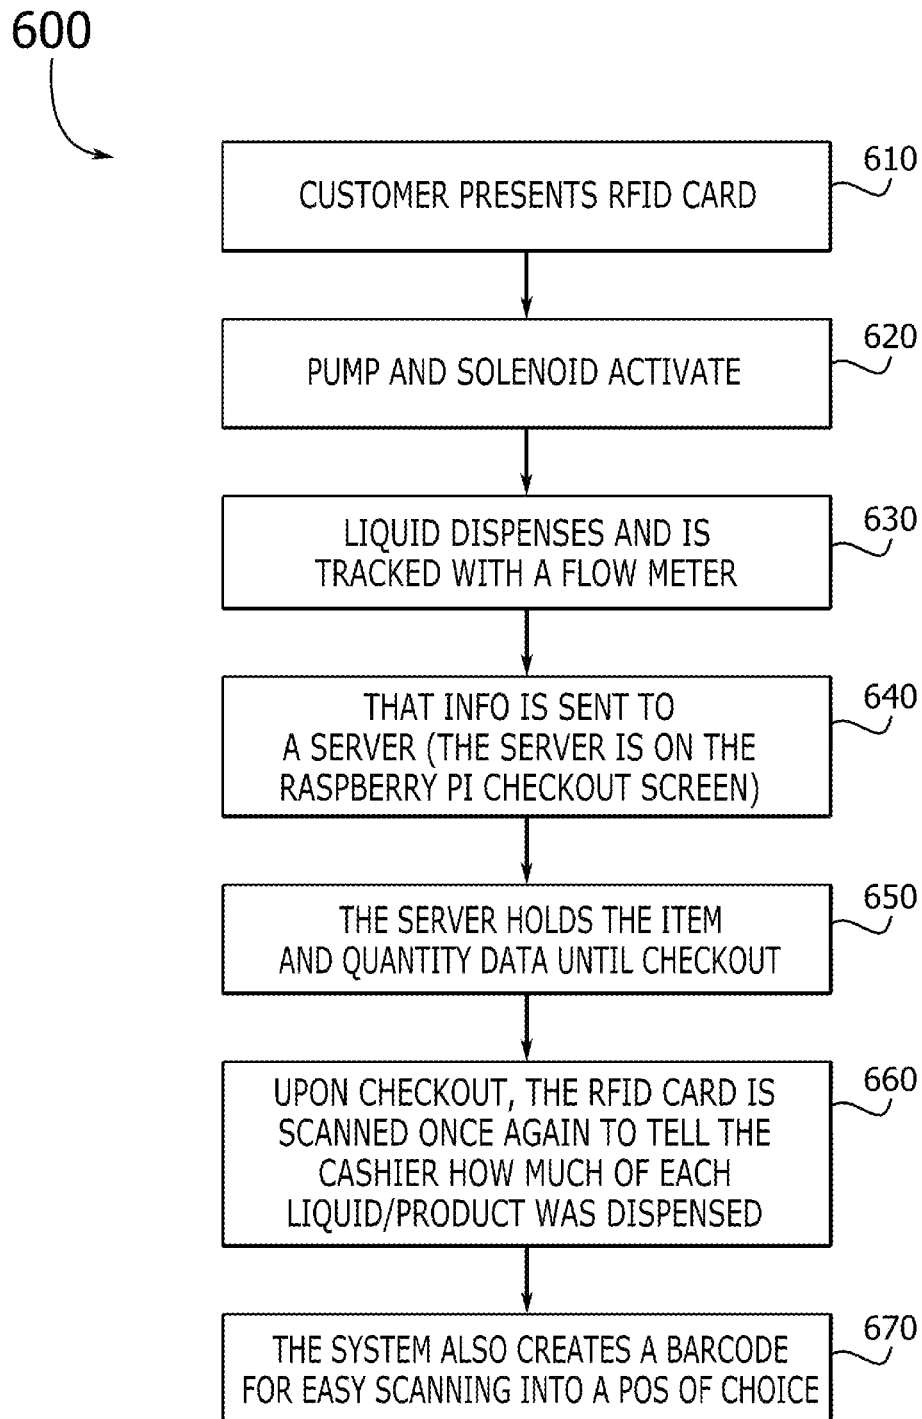 600
610
CUSTOMER PRESENTS RFID CARD
620
PUMP AND SOLENOID ACTIVATE
630
LIQUID DISPENSES AND IS
TRACKED WITH A FLOW METER
640
THAT INFO IS SENT TO
A SERVER (THE SERVER IS ON THE
RASPBERRY PI CHECKOUT SCREEN)
650
THE SERVER HOLDS THE ITEM
AND QUANTITY DATA UNTIL CHECKOUT
660
UPON CHECKOUT, THE RFID CARD IS
SCANNED ONCE AGAIN TO TELL THE
CASHIER HOW MUCH OF EACH
LIQUID/PRODUCT WAS DISPENSED
670
THE SYSTEM ALSO CREATES A BARCODE
FOR EASY SCANNING INTO A POS OF CHOICE